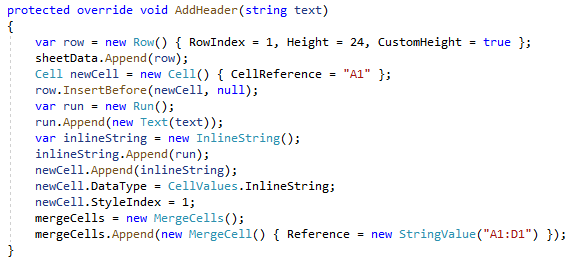 protected override void AddHeader(string text)
{
    var row = new Row() { RowIndex = 1, Height = 24, CustomHeight = true };
    sheetData.Append(row);
    Cell newCell = new Cell() { CellReference = "A1" };
    row.InsertBefore(newCell, null);
    var run = new Run();
    run.Append(new Text(text));
    var inlineString = new InlineString();
    inlineString.Append(run);
    newCell.Append(inlineString);
    newCell.DataType = CellValues.InlineString;
    newCell.StyleIndex = 1;
    mergeCells = new MergeCells();
    mergeCells.Append(new MergeCell() { Reference = new StringValue("A1:D1") });
}